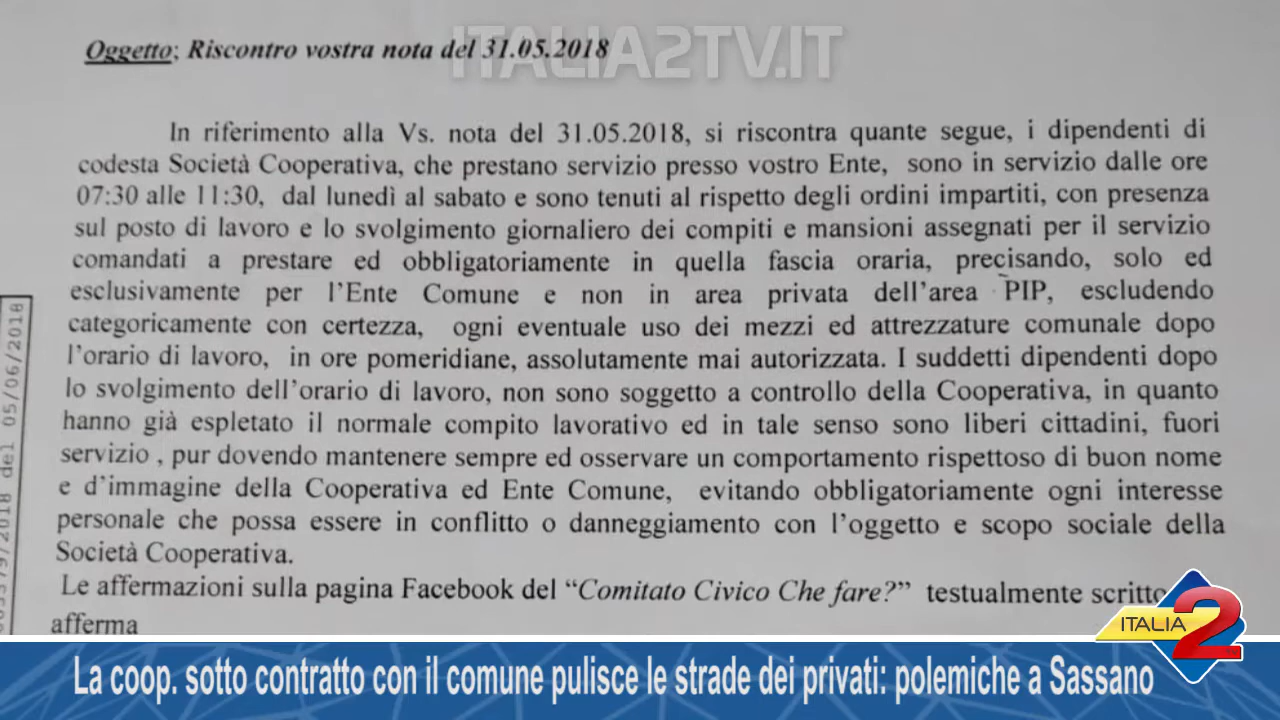 ITALIA2TV.IT
Oggetto; Riscontro vostra nota del 31.05.2018
In riferimento alla Vs. nota del 31.05.2018, si riscontra quante segue, i dipendenti di
codesta Società Cooperativa, che prestano servizio presso vostro Ente, sono in servizio dalle ore
07:30 alle 11:30, dal lunedì al sabato e sono tenuti al rispetto degli ordini impartiti, con presenza
sul posto di lavoro e lo svolgimento giornaliero dei compiti e mansioni assegnati per il servizio
comandati a prestare ed obbligatoriamente in quella fascia oraria, precisando, solo ed
esclusivamente per l'Ente Comune e non in area privata dell'area PIP, escludendo
categoricamente con certezza, ogni eventuale uso dei mezzi ed attrezzature comunale dopo
l'orario di lavoro, in ore pomeridiane, assolutamente mai autorizzata. I suddetti dipendenti dopo
lo svolgimento dell'orario di lavoro, non sono soggetto a controllo della Cooperativa, in quanto
hanno già espletato il normale compito lavorativo ed in tale senso sono liberi cittadini, fuori
servizio , pur dovendo mantenere sempre ed osservare un comportamento rispettoso di buon nome
e d'immagine della Cooperativa ed Ente Comune, evitando obbligatoriamente ogni interesse
personale che possa essere in conflitto o danneggiamento con l'oggetto e scopo sociale della
Società Cooperativa.
Le affermazioni sulla pagina Facebook del "Comitato Civico Che fare?" testualmente scritto
afferma
del 05/06/2018
ITALIA 2
La coop. sotto contratto con il comune pulisce le strade dei privati: polemiche a Sassano